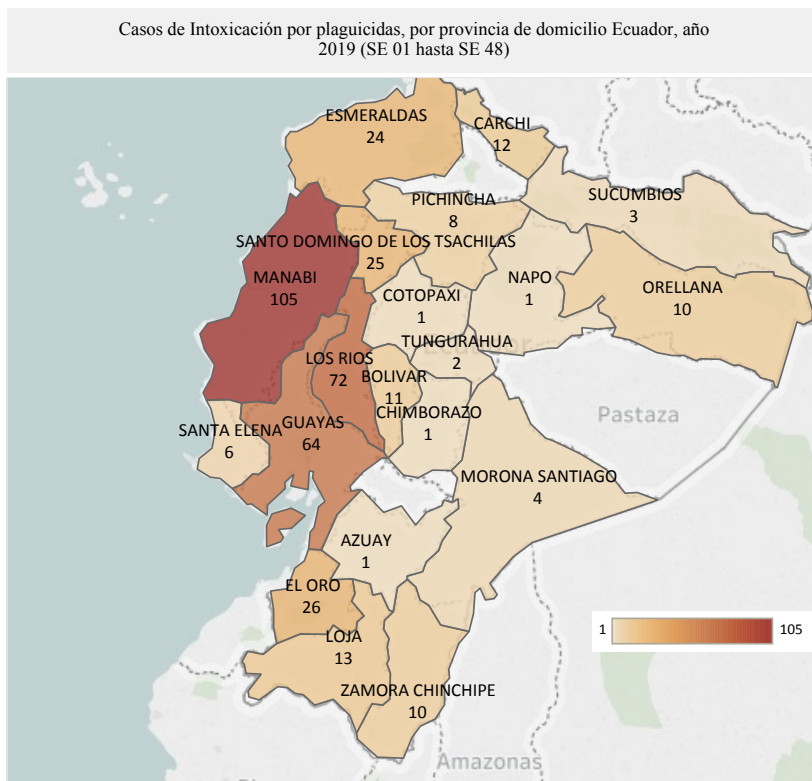 Casos de Intoxicación por plaguicidas, por provincia de domicilio Ecuador, año
2019 (SE 01 hasta SE 48)
ESMERALDAS
24
CARCHI
12
SUCUMBIOS
3
PICHINCHA
8
SANTO DOMINGO DE LOS TSACHILAS
25
MANABI
105
NAPO
1
ORELLANA
10
COTOPAXI
1
TUNGURAHUA
2
Ecuador
LOS RIOS
72
BOLIVAR
11
CHIMBORAZO
1
Pastaza
SANTA ELENA
6
GUAYAS
64
MORONA SANTIAGO
4
AZUAY
1
EL ORO
26
LOJA
13
ZAMORA CHINCHIPE
10
1 105
Amazonas